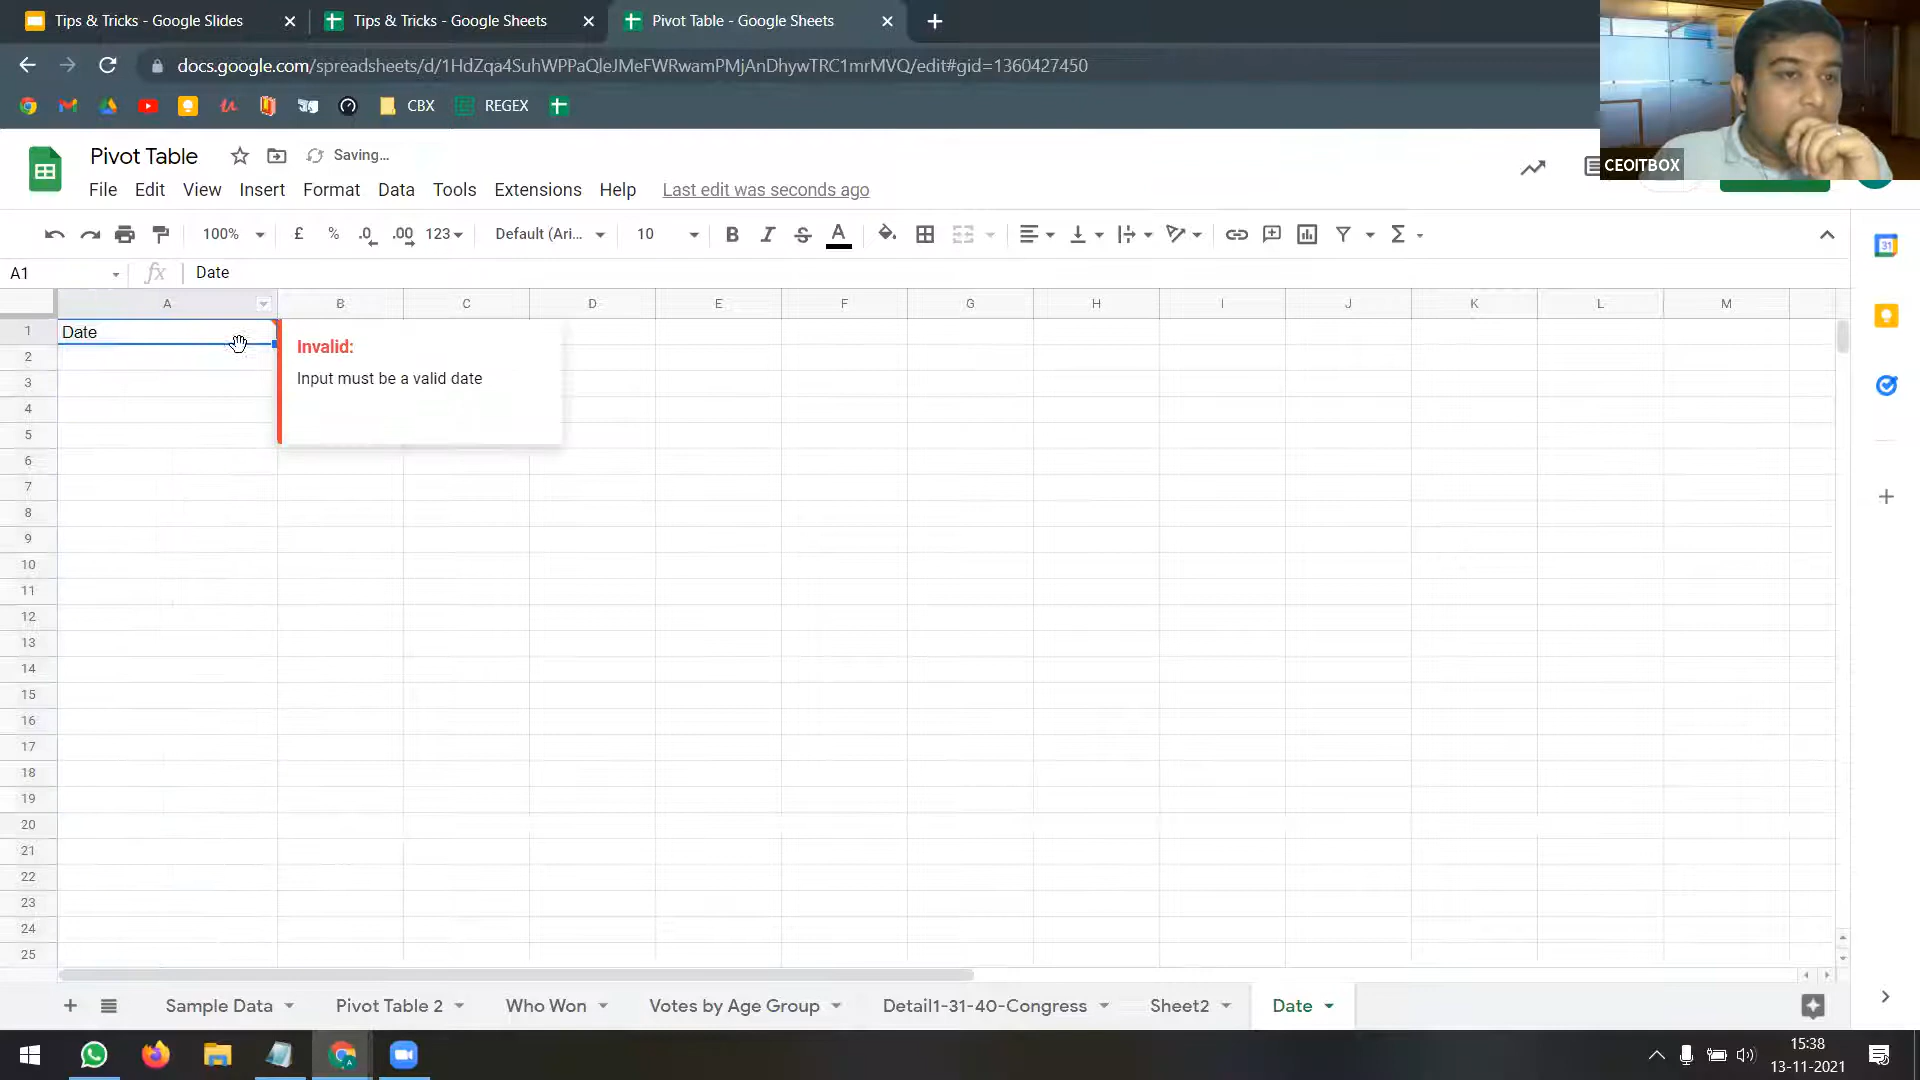 Tips & Tricks - Google Slides
Tips & Tricks - Google Sheets
Pivot Table - Google Sheets
docs.google.com/spreadsheets/d/1HdZqa4SuhWPPaQleJMeFWRwamPMjAnDhywTRC1mrMVQ/edit#gid=1360427450
CBX
REGEX
Pivot Table
Saving...
CEOITBOX
File Edit View Insert Format Data Tools Extensions Help Last edit was seconds ago
100% £ % .0 .00 123 Default (Ari... 10 B I S A Σ
A1 fx Date
A B C D E F G H I J K L M
1 Date
Invalid:
Input must be a valid date
2
3
4
5
6
7
8
9
10
11
12
13
14
15
16
17
18
19
20
21
22
23
24
25
Sample Data Pivot Table 2 Who Won Votes by Age Group Detail1-31-40-Congress Sheet2 Date
15:38
13-11-2021